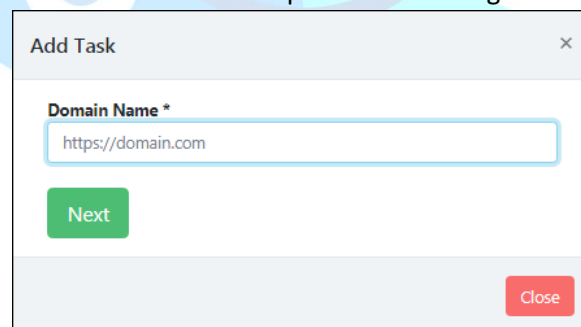 Add Task
×
Domain Name *
https://domain.com
Next
Close